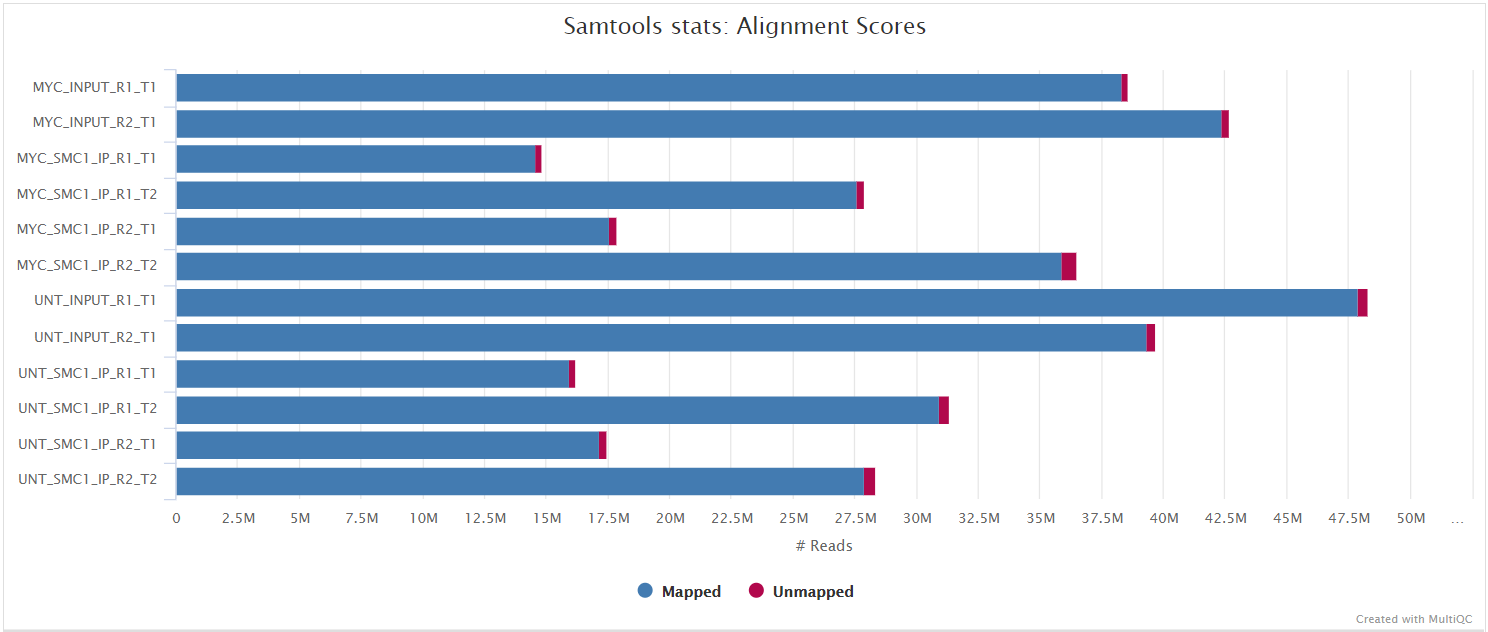 Samtools stats: Alignment Scores
MYC_INPUT_R1_T1
MYC_INPUT_R2_T1
MYC_SMC1_IP_R1_T1
MYC_SMC1_IP_R1_T2
MYC_SMC1_IP_R2_T1
MYC_SMC1_IP_R2_T2
UNT_INPUT_R1_T1
UNT_INPUT_R2_T1
UNT_SMC1_IP_R1_T1
UNT_SMC1_IP_R1_T2
UNT_SMC1_IP_R2_T1
UNT_SMC1_IP_R2_T2
0 2.5M 5M 7.5M 10M 12.5M 15M 17.5M 20M 22.5M 25M 27.5M 30M 32.5M 35M 37.5M 40M 42.5M 45M 47.5M 50M ...
# Reads
Mapped Unmapped
Created with MultiQC